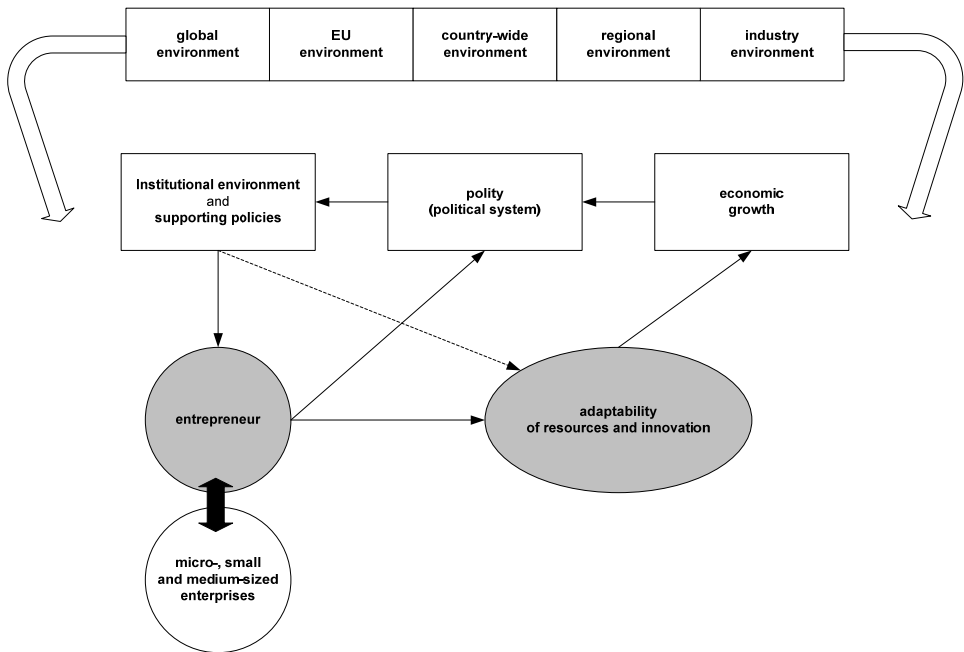 global
environment
EU
environment
country-wide
environment
regional
environment
industry
environment
Institutional environment
and
supporting policies
polity
(political system)
economic
growth
entrepreneur
adaptability
of resources and innovation
micro-, small
and medium-sized
enterprises